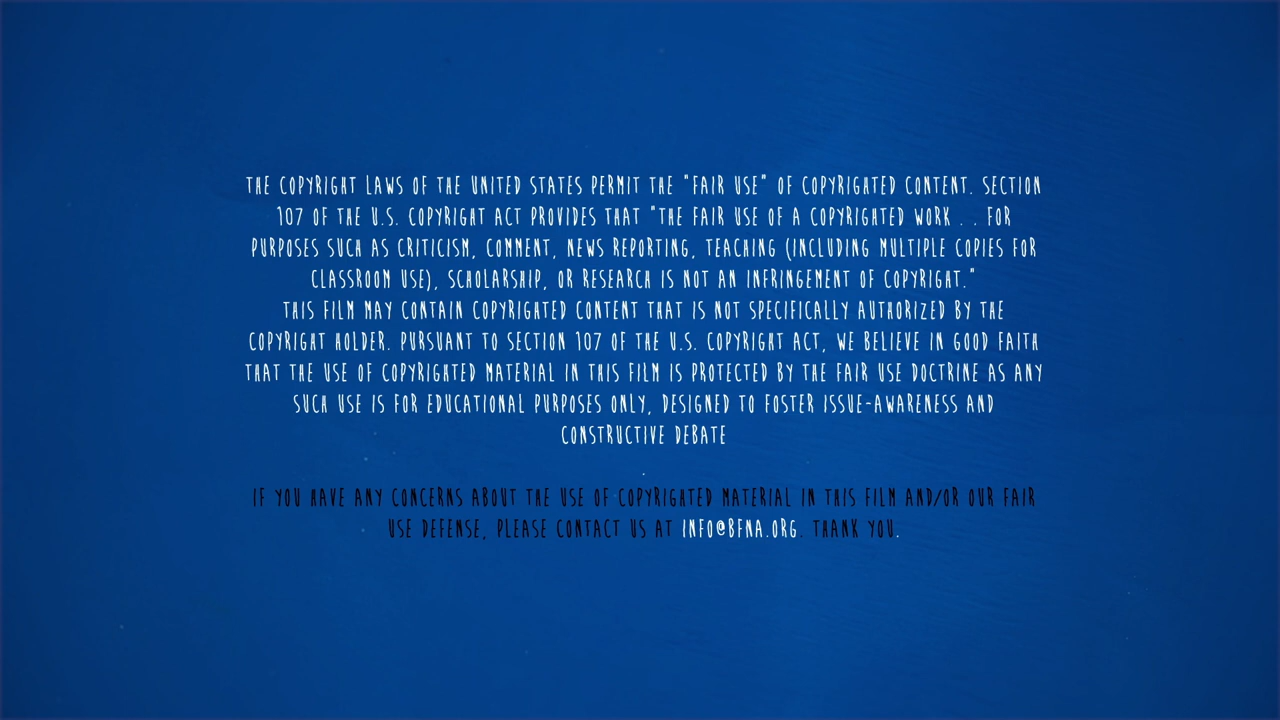 THE COPYRIGHT LAWS OF THE UNITED STATES PERMIT THE "FAIR USE" OF COPYRIGHTED CONTENT. SECTION
107 OF THE U.S. COPYRIGHT ACT PROVIDES THAT "THE FAIR USE OF A COPYRIGHTED WORK . . FOR
PURPOSES SUCH AS CRITICISM, COMMENT, NEWS REPORTING, TEACHING (INCLUDING MULTIPLE COPIES FOR
CLASSROOM USE), SCHOLARSHIP, OR RESEARCH IS NOT AN INFRINGEMENT OF COPYRIGHT."
THIS FILM MAY CONTAIN COPYRIGHTED CONTENT THAT IS NOT SPECIFICALLY AUTHORIZED BY THE
COPYRIGHT HOLDER. PURSUANT TO SECTION 107 OF THE U.S. COPYRIGHT ACT, WE BELIEVE IN GOOD FAITH
THAT THE USE OF COPYRIGHTED MATERIAL IN THIS FILM IS PROTECTED BY THE FAIR USE DOCTRINE AS ANY
SUCH USE IS FOR EDUCATIONAL PURPOSES ONLY, DESIGNED TO FOSTER ISSUE-AWARENESS AND
CONSTRUCTIVE DEBATE
IF YOU HAVE ANY CONCERNS ABOUT THE USE OF COPYRIGHTED MATERIAL IN THIS FILM AND/OR OUR FAIR
USE DEFENSE, PLEASE CONTACT US AT INFO@BFNA.ORG. THANK YOU.